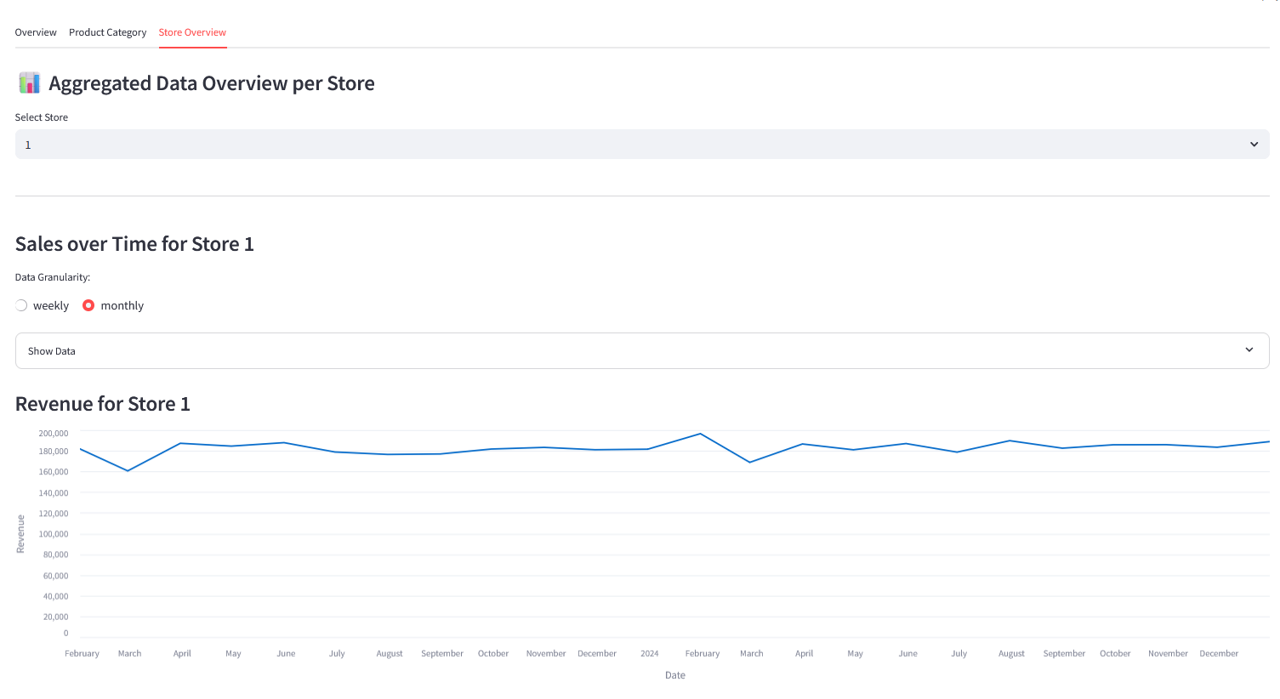 Overview Product Category Store Overview
Aggregated Data Overview per Store
Select Store
1
Sales over Time for Store 1
Data Granularity:
weekly monthly
Show Data
Revenue for Store 1
200,000
180,000
160,000
140,000
120,000
100,000
80,000
60,000
40,000
20,000
0
Revenue
February March April May June July August September October November December 2024 February March April May June July August September October November December
Date